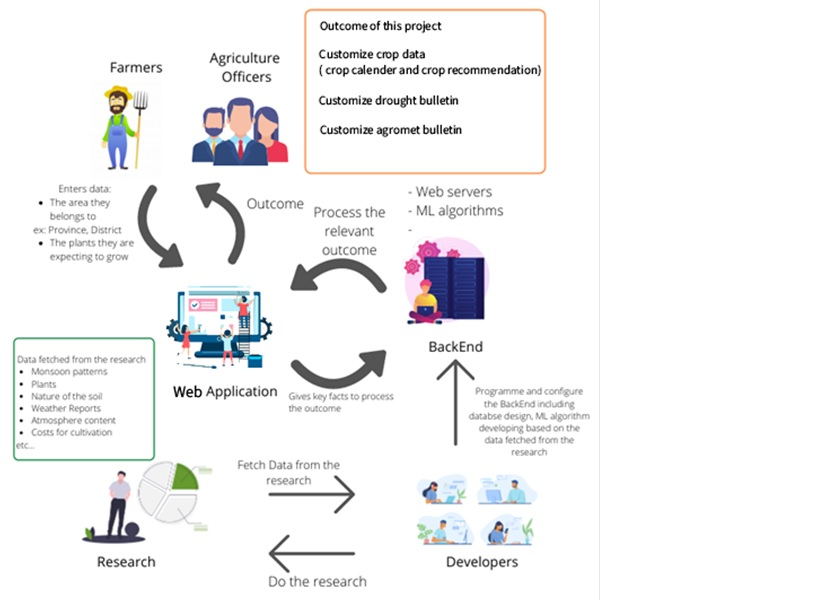 Outcome of this project
Customize crop data
( crop calender and crop recommendation)
Customize drought bulletin
Customize agromet bulletin
Farmers
Agriculture
Officers
Enters data:
• The area they
belongs to
ex: Province, District
• The plants they are
expecting to grow
Outcome
Process the
relevant
outcome
- Web servers
- ML algorithms
-
BackEnd
Web Application
Gives key facts to process
the outcome
Data fetched from the research
• Monsoon patterns
• Plants
• Nature of the soil
• Weather Reports
• Atmosphere content
• Costs for cultivation
etc...
Programme and configure
the BackEnd including
databse design, ML algorithm
developing based on the
data fetched from the
research
Fetch Data from the
research
Do the research
Research
Developers